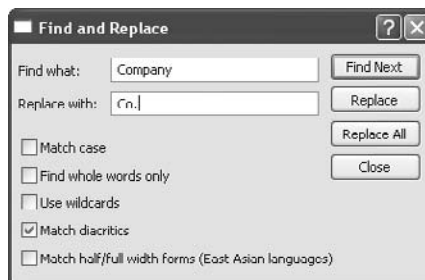 Find and Replace
Find what: Company
Find Next
Replace with: Co.
Replace
Replace All
Match case
Close
Find whole words only
Use wildcards
Match diacritics
Match half/full width forms (East Asian languages)